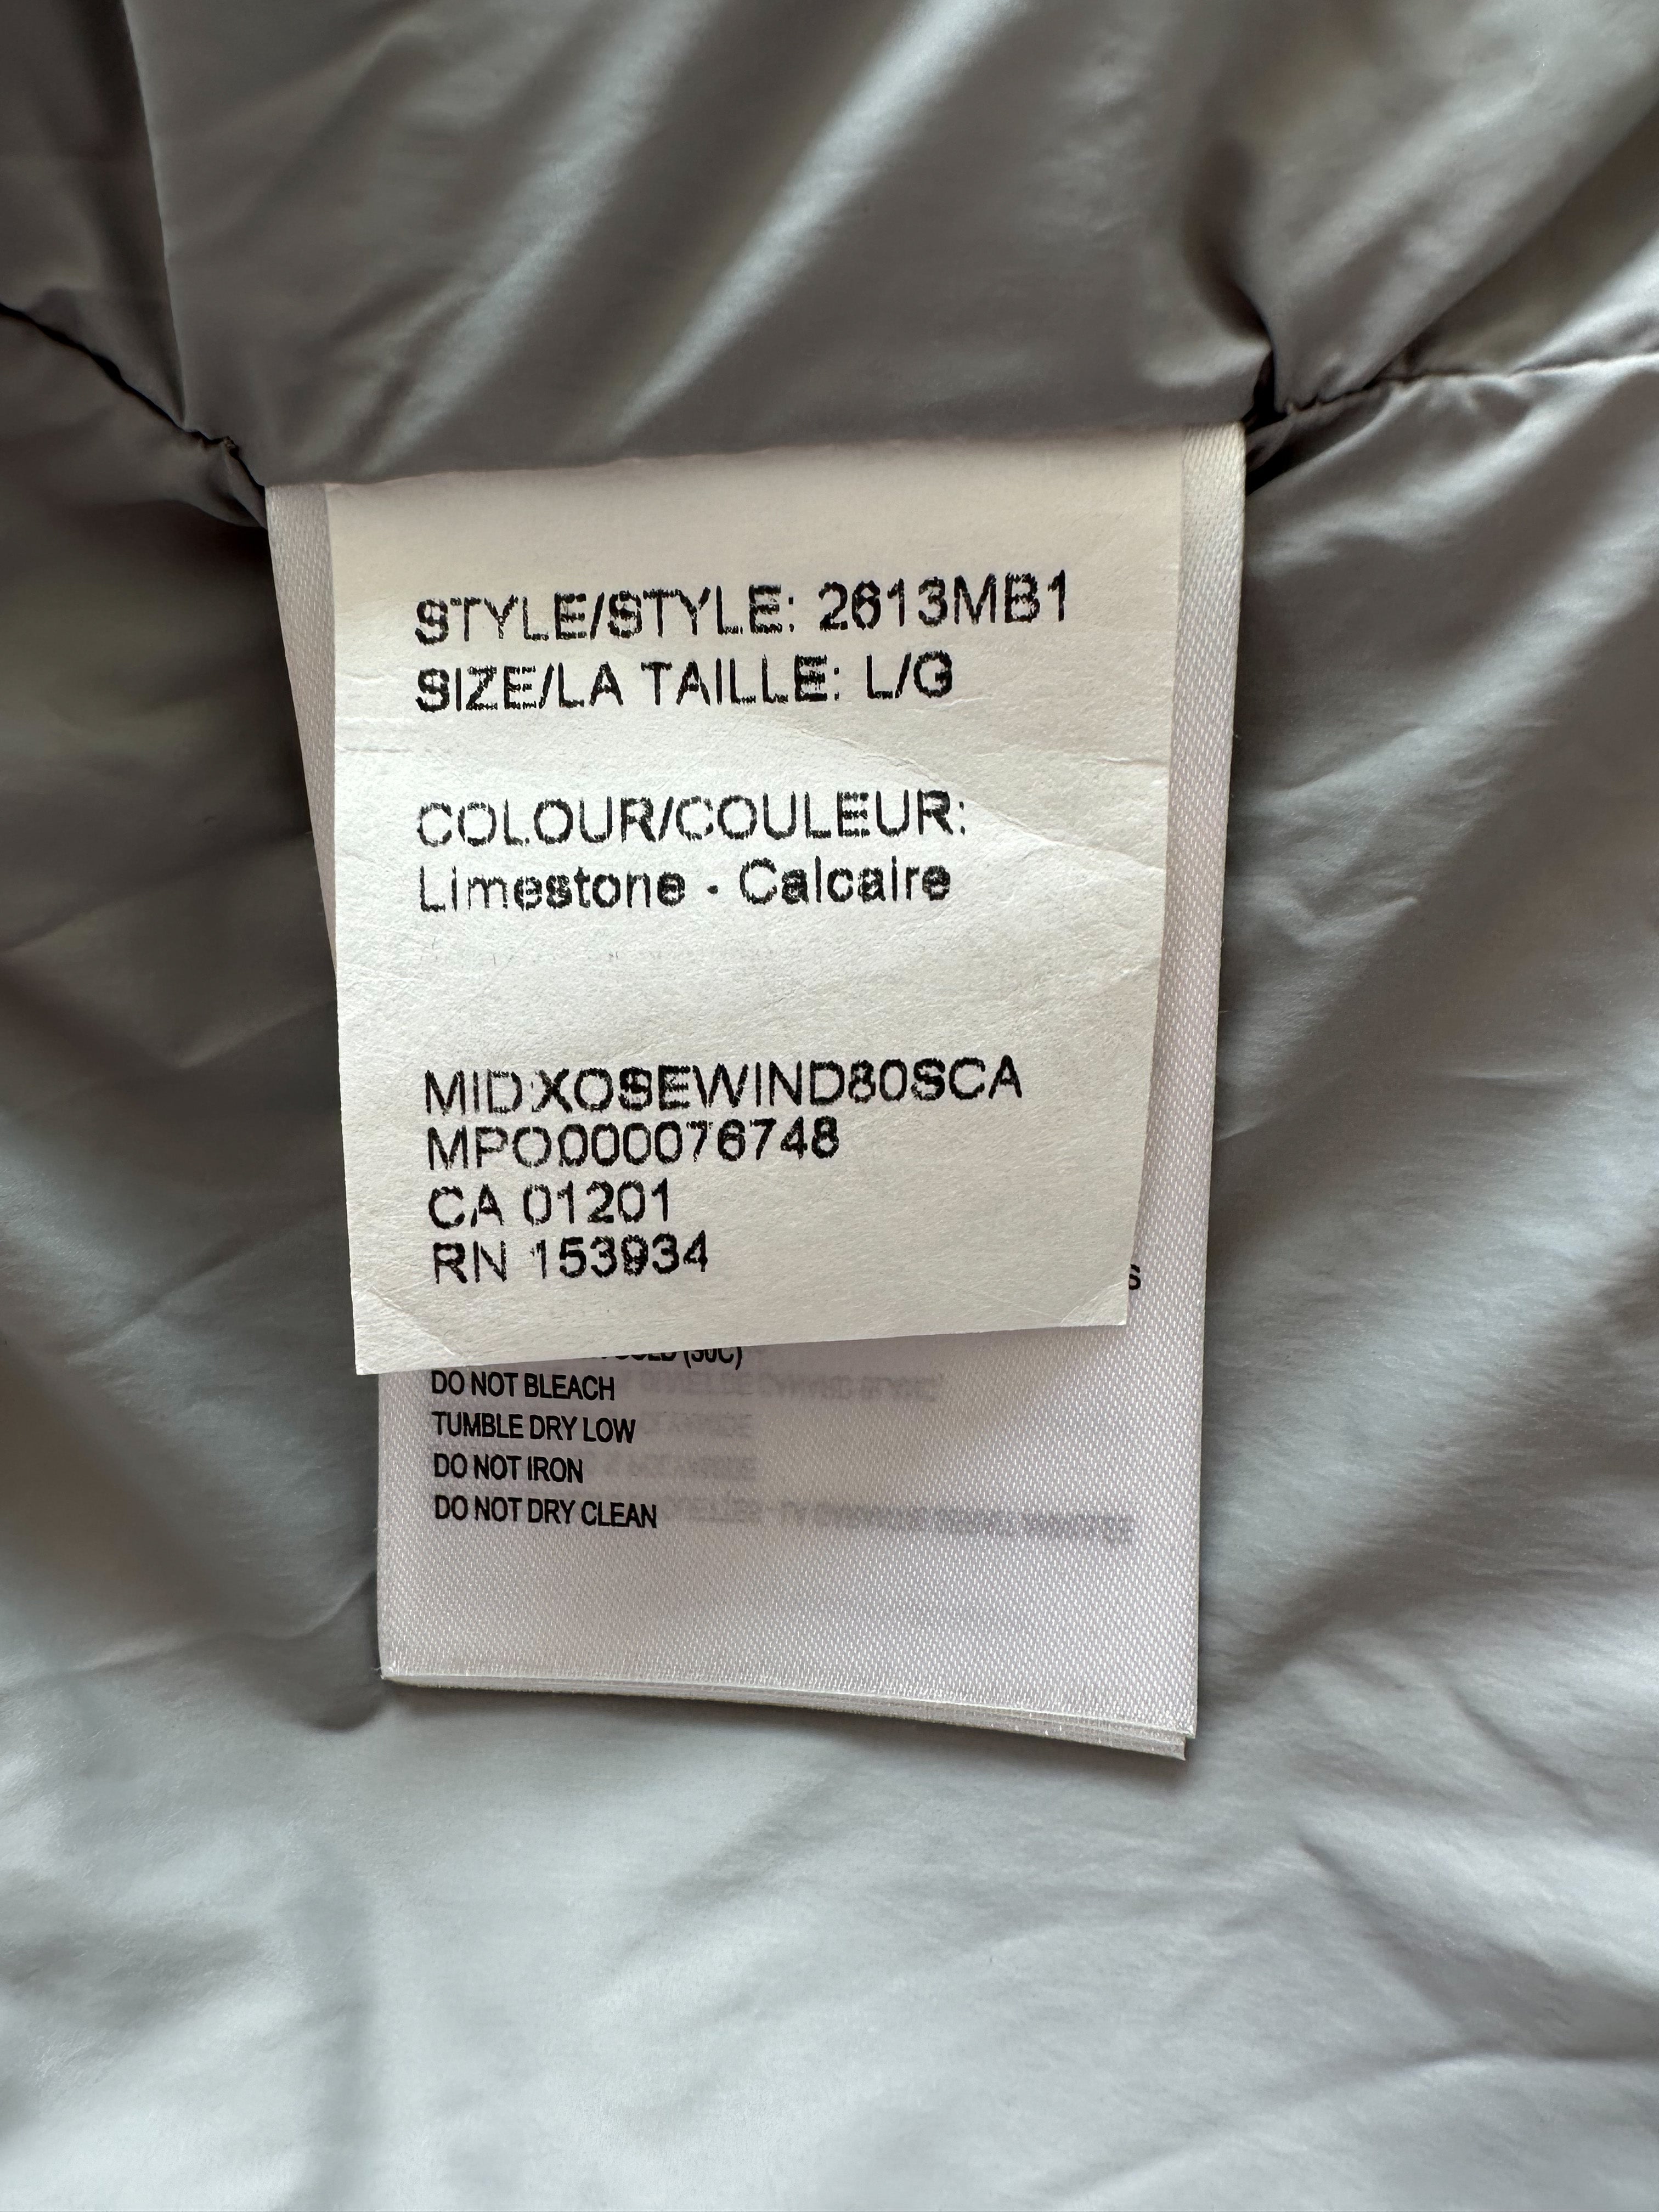 STYLE/STYLE: 2613MB1
SIZE/LA TAILLE: L/G
COLOUR/COULEUR:
Limestone - Calcaire
MIDXOSEWIND80SCA
MPO000076748
CA 01201
RN 153934
(30C)
DO NOT BLEACH
TUMBLE DRY LOW
DO NOT IRON
DO NOT DRY CLEAN